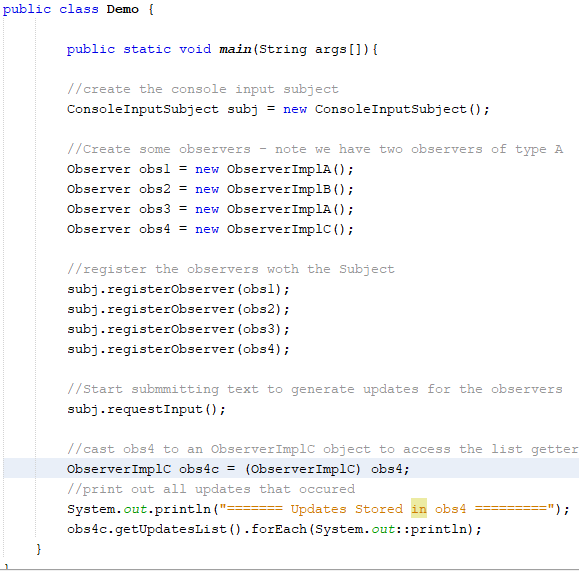 public class Demo {
public static void main(String args[]){
//create the console input subject
ConsoleInputSubject subj = new ConsoleInputSubject();
//Create some observers - note we have two observers of type A
Observer obs1 = new ObserverImplA();
Observer obs2 = new ObserverImplB();
Observer obs3 = new ObserverImplA();
Observer obs4 = new ObserverImplC();
//register the observers woth the Subject
subj.registerObserver(obs1);
subj.registerObserver(obs2);
subj.registerObserver(obs3);
subj.registerObserver(obs4);
//Start submmitting text to generate updates for the observers
subj.requestInput();
//cast obs4 to an ObserverImplC object to access the list getter
ObserverImplC obs4c = (ObserverImplC) obs4;
//print out all updates that occured
System.out.println("======= Updates Stored in obs4 =========");
obs4c.getUpdatesList().forEach(System.out::println);
}
}